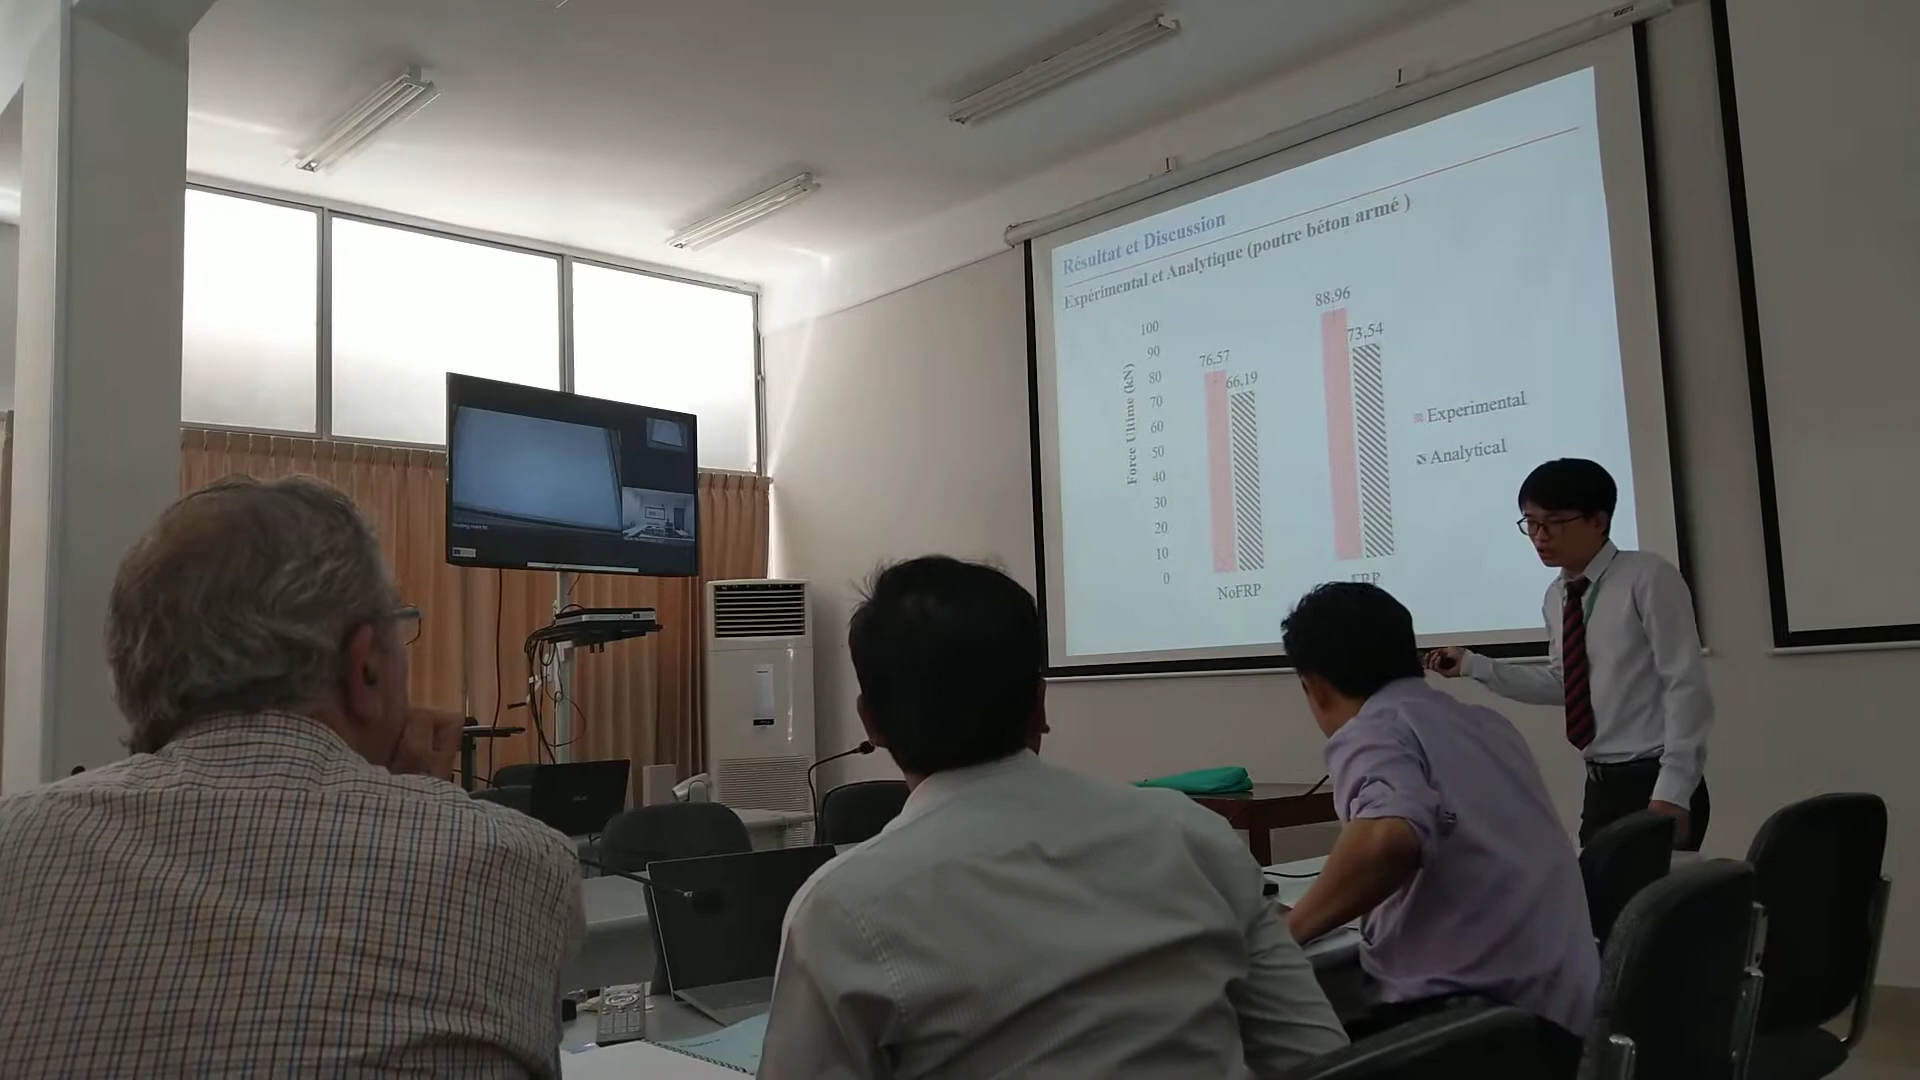 Résultat et Discussion
Expérimental et Analytique (poutre béton armé )
Force Ultime (kN)
100
90
80
70
60
50
40
30
20
10
0
76,57
66,19
88,96
73,54
NoFRP
FRP
Experimental
Analytical